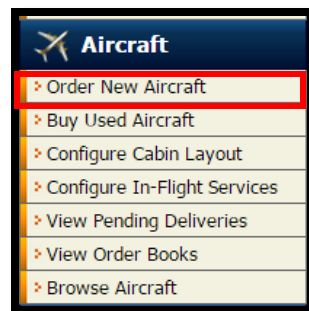 Aircraft
Order New Aircraft
Buy Used Aircraft
Configure Cabin Layout
Configure In-Flight Services
View Pending Deliveries
View Order Books
Browse Aircraft